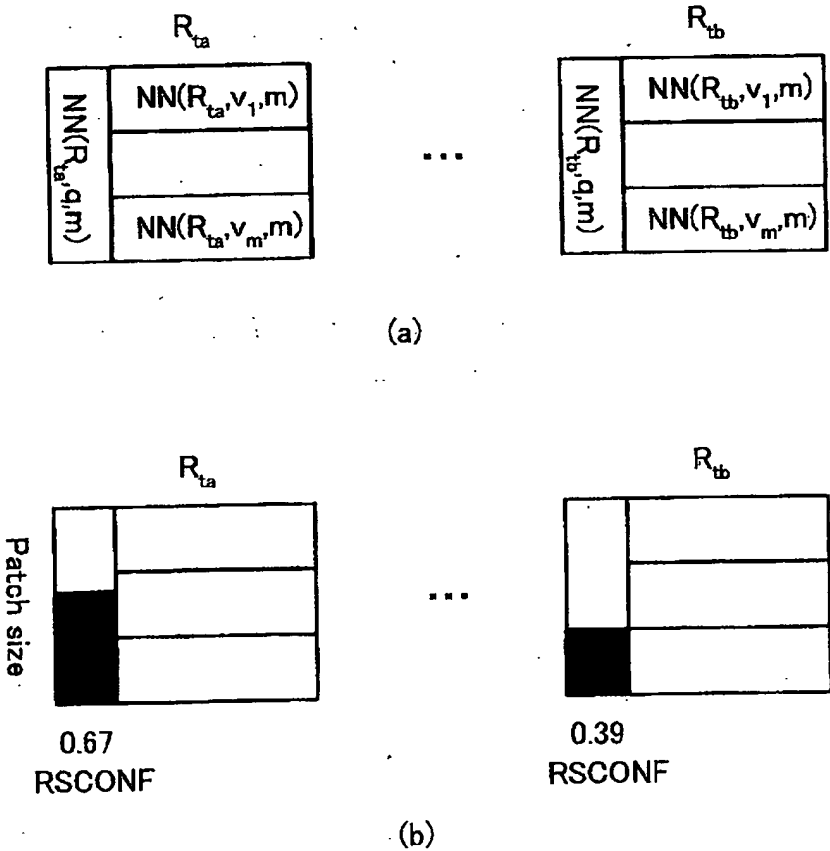 R_ta R_tb
NN(R_ta,q,m) NN(R_ta,v_1,m) NN(R_tb,q,m) NN(R_tb,v_1,m)
...
NN(R_ta,v_m,m) NN(R_tb,v_m,m)
(a)
R_ta R_tb
Patch size
...
0.67 0.39
RSCONF RSCONF
(b)